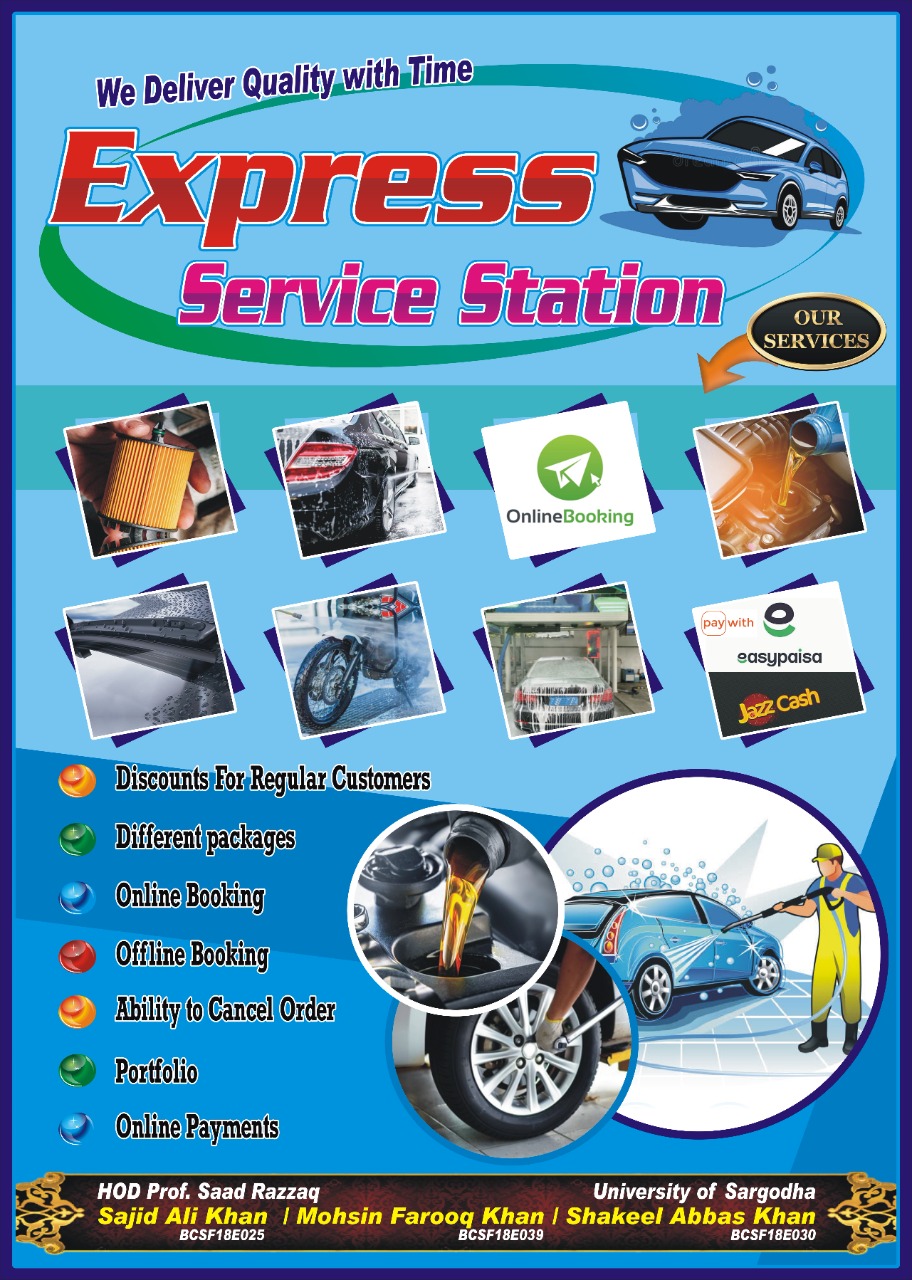 We Deliver Quality with Time
Express
Service Station
OUR
SERVICES
OnlineBooking
pay with
easypaisa
JazzCash
Discounts For Regular Customers
Different packages
Online Booking
Offline Booking
Ability to Cancel Order
Portfolio
Online Payments
HOD Prof. Saad Razzaq University of Sargodha
Sajid Ali Khan | Mohsin Farooq Khan | Shakeel Abbas Khan
BCSF18E025 BCSF18E039 BCSF18E030